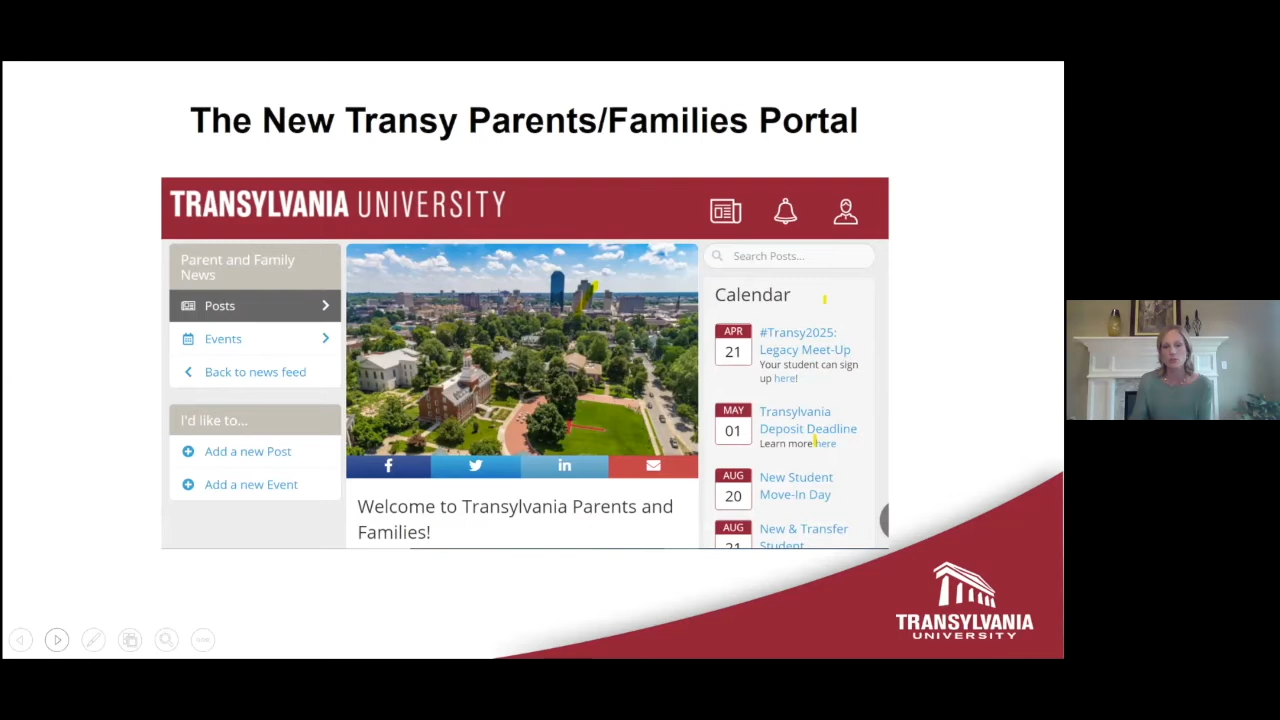 The New Transy Parents/Families Portal
TRANSYLVANIA UNIVERSITY
Parent and Family
News
Posts
Events
Back to news feed
I'd like to...
Add a new Post
Add a new Event
Welcome to Transylvania Parents and
Families!
Search Posts...
Calendar
APR
21
#Transy2025:
Legacy Meet-Up
Your student can sign
up here!
MAY
01
Transylvania
Deposit Deadline
Learn more here
AUG
20
New Student
Move-In Day
AUG
21
New & Transfer
Student
TRANSYLVANIA
UNIVERSITY